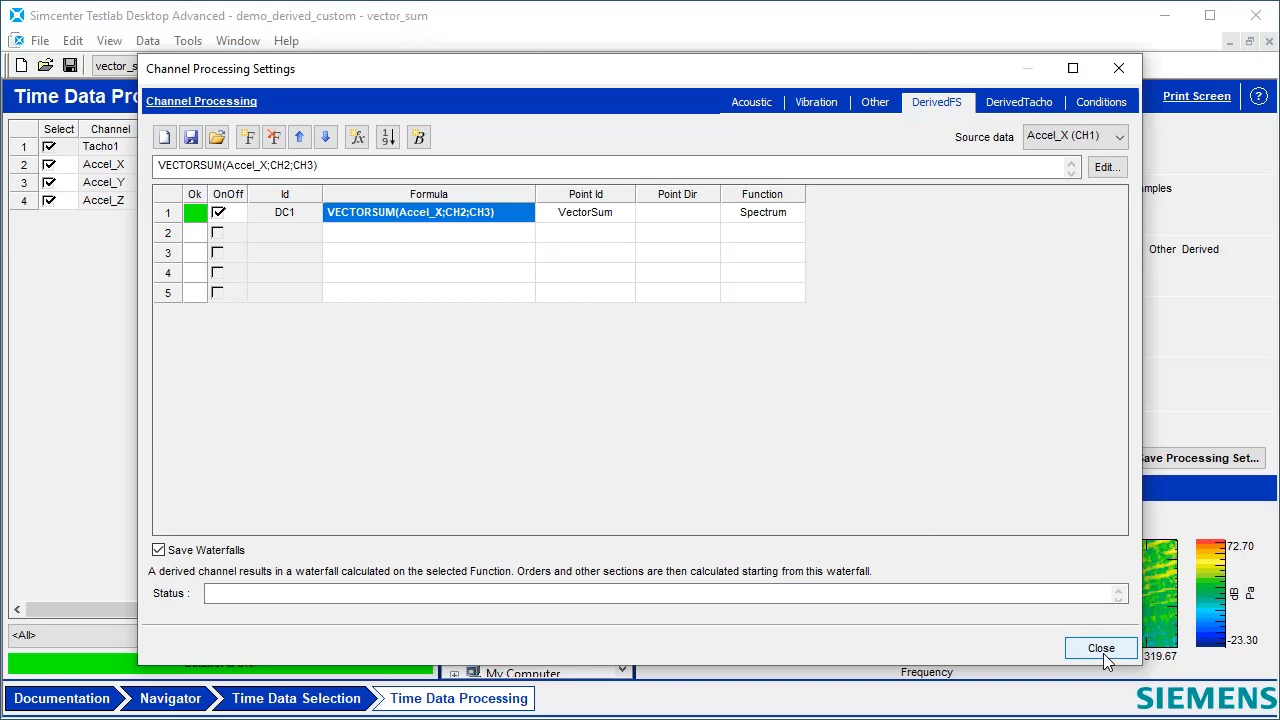 Simcenter Testlab Desktop Advanced - demo_derived_custom - vector_sum
File Edit View Data Tools Window Help
vector_s
Channel Processing Settings
Time Data Pro
Print Screen
?
Channel Processing
Acoustic Vibration Other DerivedFS DerivedTacho Conditions
Select Channel
1 Tacho1
2 Accel_X
3 Accel_Y
4 Accel_Z
Source data Accel_X (CH1)
VECTORSUM(Accel_X;CH2;CH3)
Edit...
Ok OnOff Id Formula Point Id Point Dir Function
1 DC1 VECTORSUM(Accel_X;CH2;CH3) VectorSum Spectrum
2
3
4
5
mples
Other Derived
ave Processing Set...
Save Waterfalls
A derived channel results in a waterfall calculated on the selected Function. Orders and other sections are then calculated starting from this waterfall.
Status :
72.70
dB
Pa
-23.30
319.67
Frequency
<All>
Close
My Computer
Documentation Navigator Time Data Selection Time Data Processing
SIEMENS